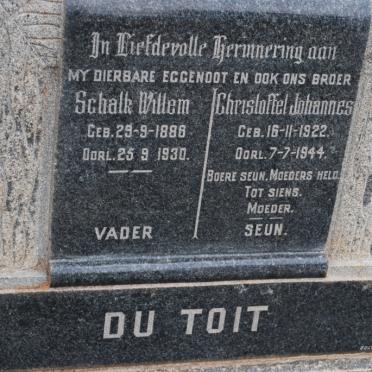 In Liefdevolle Herinnering aan
MY DIERBARE EGGENOOT EN OOK ONS BROER
Schalk Willem
GEB. 29-9-1886
OORL. 25 9 1930.
VADER
Christoffel Johannes
GEB. 16-11-1922.
OORL. 7-7-1944.
BOERE SEUN, MOEDERS HELD.
TOT SIENS.
MOEDER.
SEUN.
DU TOIT